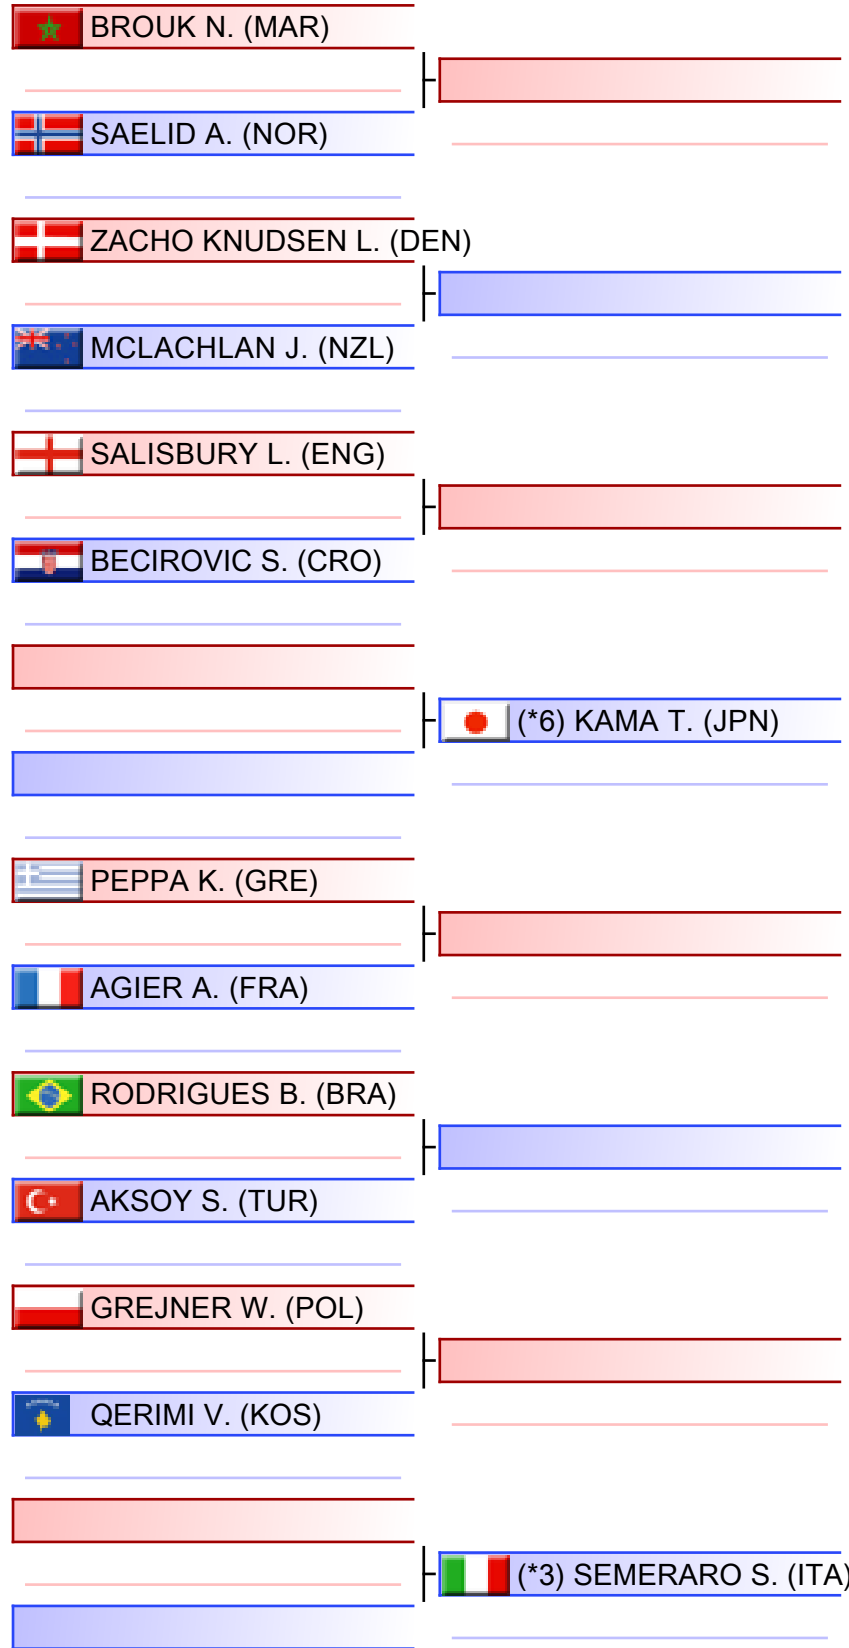 BROUK N. (MAR)
SAELID A. (NOR)
ZACHO KNUDSEN L. (DEN)
MCLACHLAN J. (NZL)
SALISBURY L. (ENG)
BECIROVIC S. (CRO)
(*6) KAMA T. (JPN)
PEPPA K. (GRE)
AGIER A. (FRA)
RODRIGUES B. (BRA)
AKSOY S. (TUR)
GREJNER W. (POL)
QERIMI V. (KOS)
(*3) SEMERARO S. (ITA)